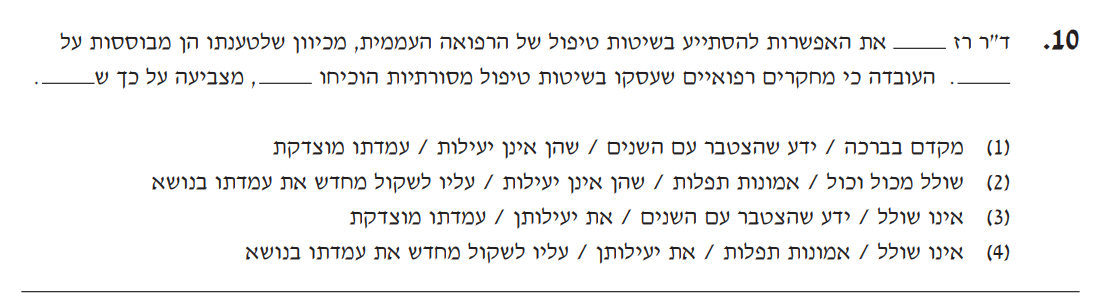 10. ד"ר רז _____ את האפשרות להסתייע בשיטות טיפול של הרפואה העממית, מכיוון שלטענתו הן מבוססות על
_____. העובדה כי מחקרים רפואיים שעסקו בשיטות טיפול מסורתיות הוכיחו _____, מצביעה על כך ש_____.
(1) מקדם בברכה / ידע שהצטבר עם השנים / שהן אינן יעילות / עמדתו מוצדקת
(2) שולל מכול וכול / אמונות תפלות / שהן אינן יעילות / עליו לשקול מחדש את עמדתו בנושא
(3) אינו שולל / ידע שהצטבר עם השנים / את יעילותן / עמדתו מוצדקת
(4) אינו שולל / אמונות תפלות / את יעילותן / עליו לשקול מחדש את עמדתו בנושא